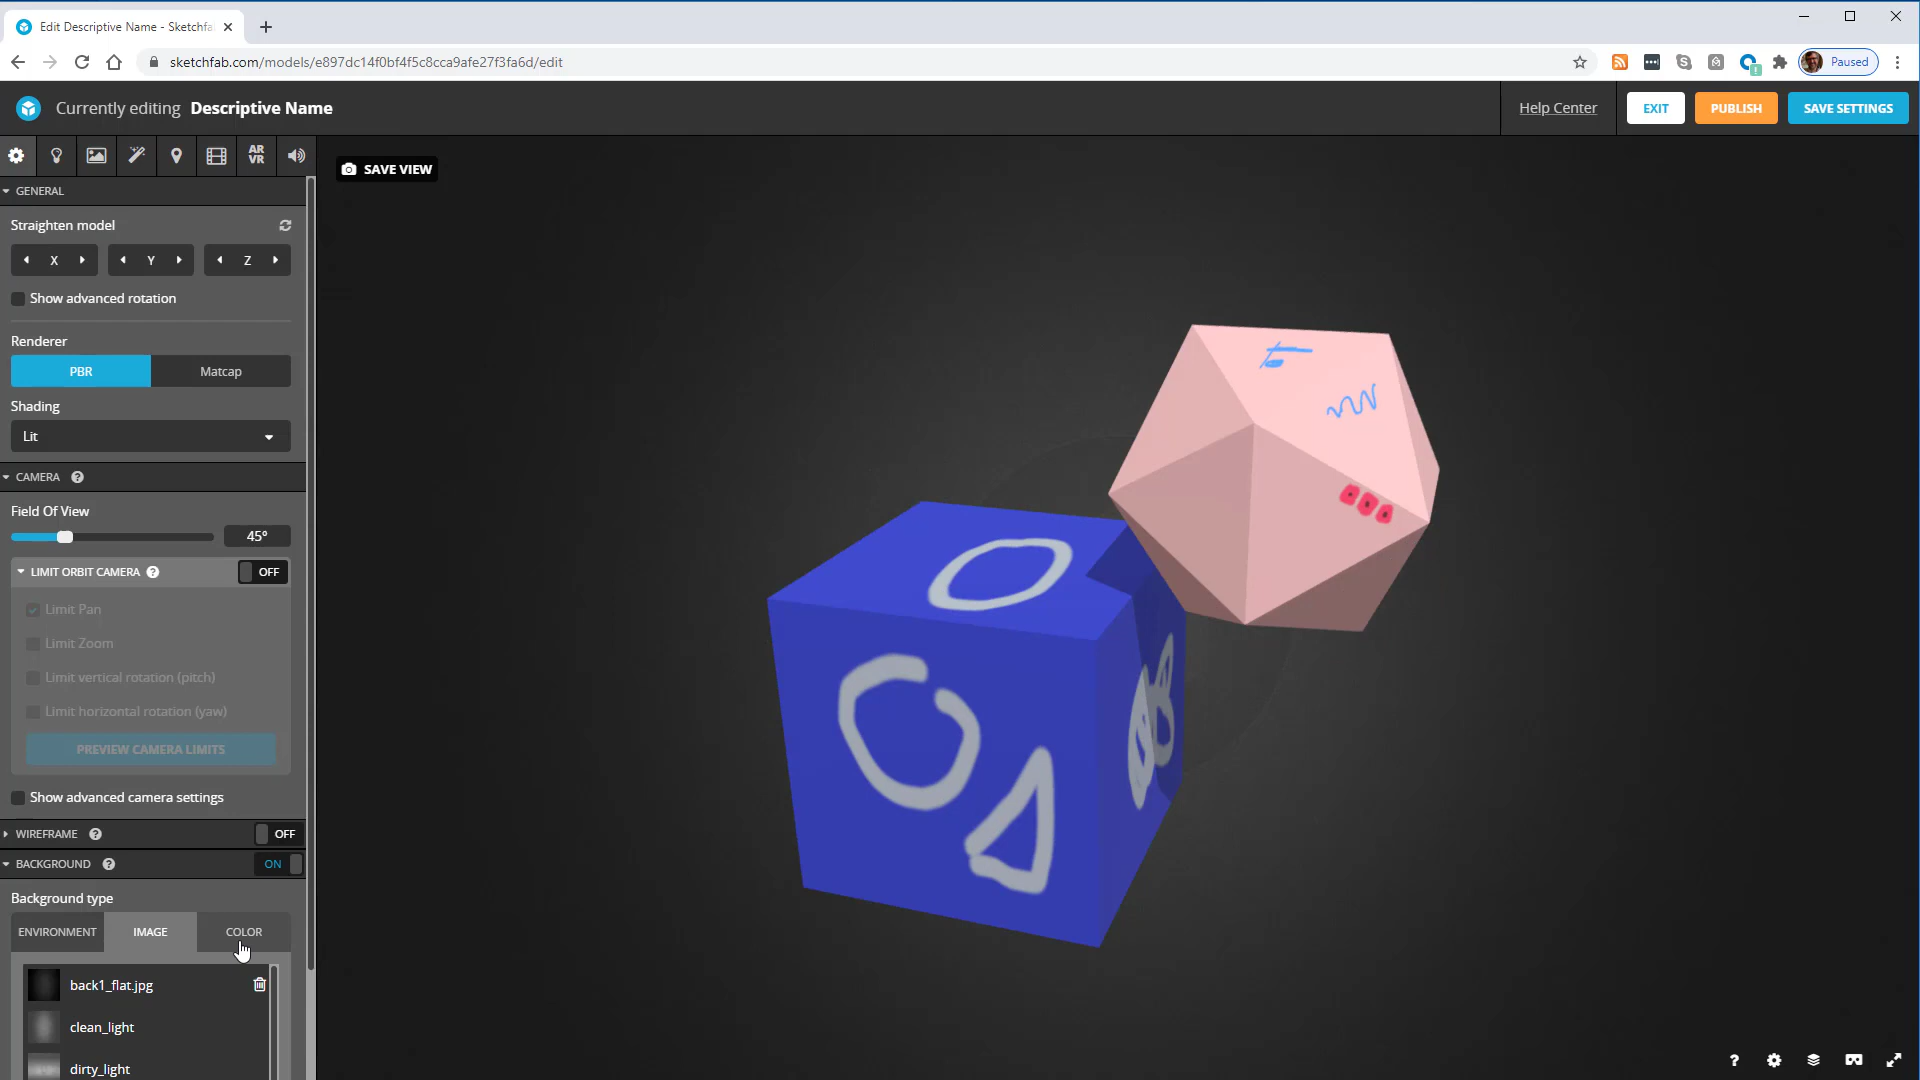 Edit Descriptive Name - Sketchfa
sketchfab.com/models/e897dc14f0bf4f5c8cca9afe27f3fa6d/edit
Paused
Currently editing Descriptive Name
Help Center
EXIT
PUBLISH
SAVE SETTINGS
AR
VR
SAVE VIEW
GENERAL
Straighten model
X
Y
Z
Show advanced rotation
Renderer
PBR
Matcap
Shading
Lit
CAMERA ?
Field Of View
45°
LIMIT ORBIT CAMERA ?
OFF
Limit Pan
Limit Zoom
Limit vertical rotation (pitch)
Limit horizontal rotation (yaw)
PREVIEW CAMERA LIMITS
Show advanced camera settings
WIREFRAME ?
OFF
BACKGROUND ?
ON
Background type
ENVIRONMENT
IMAGE
COLOR
back1_flat.jpg
clean_light
dirty_light
?